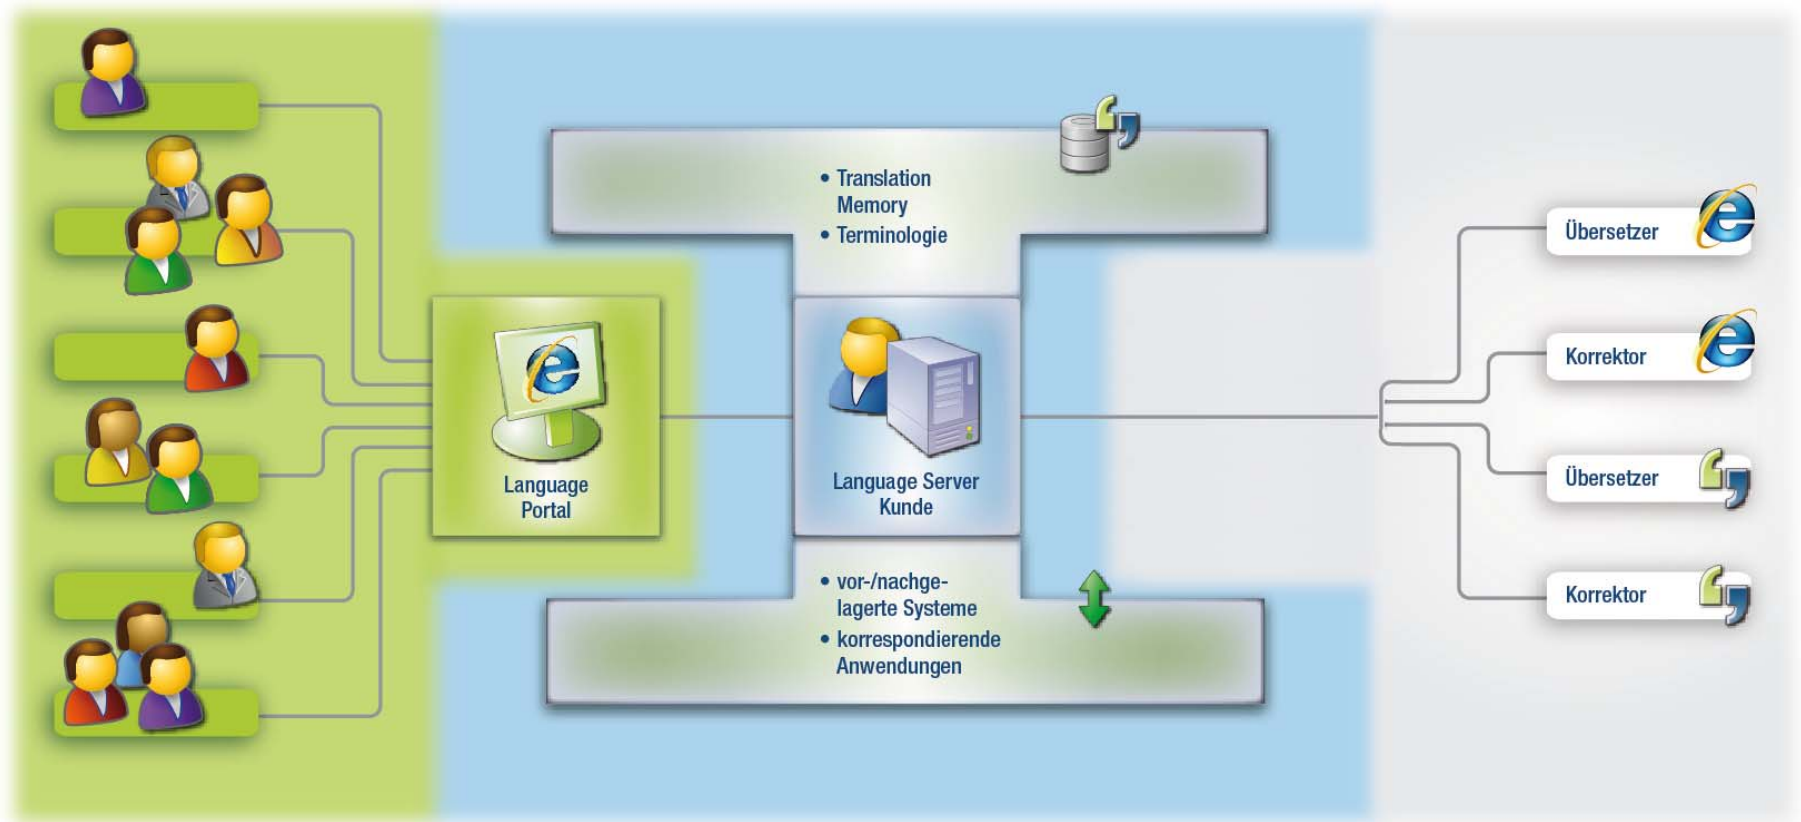 • Translation
Memory
• Terminologie
Language
Portal
Language Server
Kunde
• vor-/nachge-
lagerte Systeme
• korrespondierende
Anwendungen
Übersetzer
Korrektor
Übersetzer
Korrektor